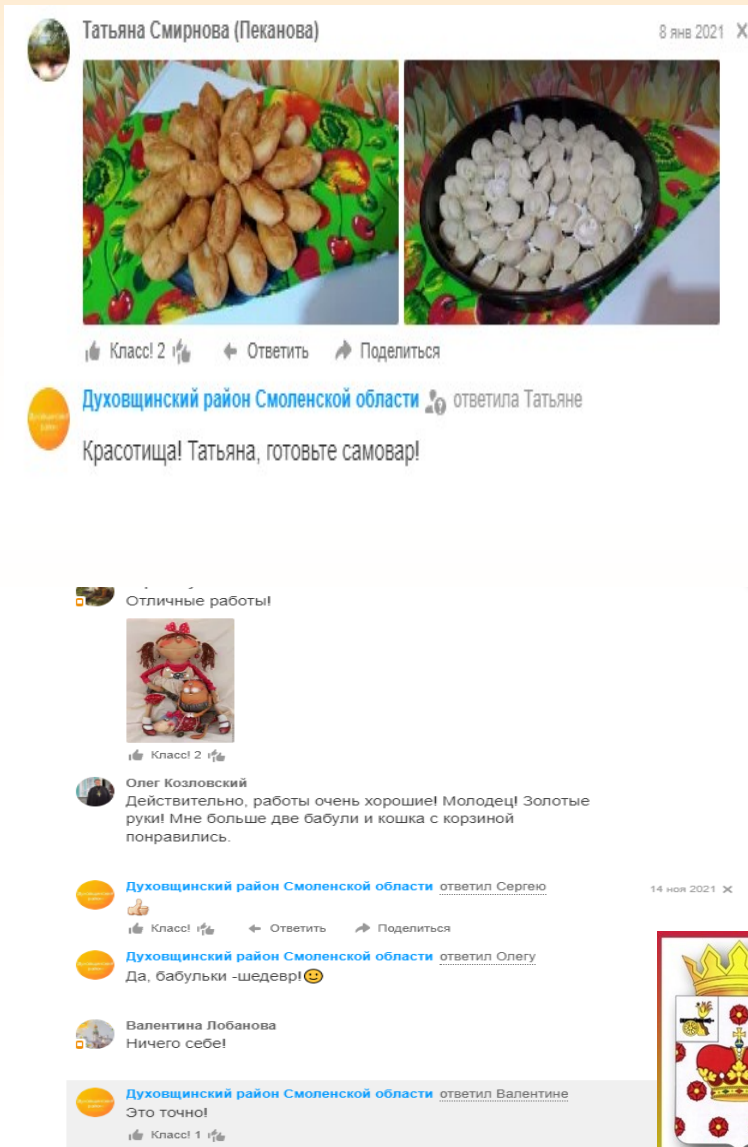 Татьяна Смирнова (Пеканова)
8 янв 2021 X
Класс! 2
Ответить
Поделиться
Духовщинский район Смоленской области ответила Татьяне
Красотища! Татьяна, готовьте самовар!
Отличные работы!
Класс! 2
Олег Козловский
Действительно, работы очень хорошие! Молодец! Золотые
руки! Мне больше две бабули и кошка с корзиной
понравились.
Духовщинский район Смоленской области ответил Сергею
14 ноя 2021 ×
Класс!
Ответить
Поделиться
Духовщинский район Смоленской области ответил Олегу
Да, бабульки -шедевр!
Валентина Лобанова
Ничего себе!
Духовщинский район Смоленской области ответил Валентине
Это точно!
Класс! 1